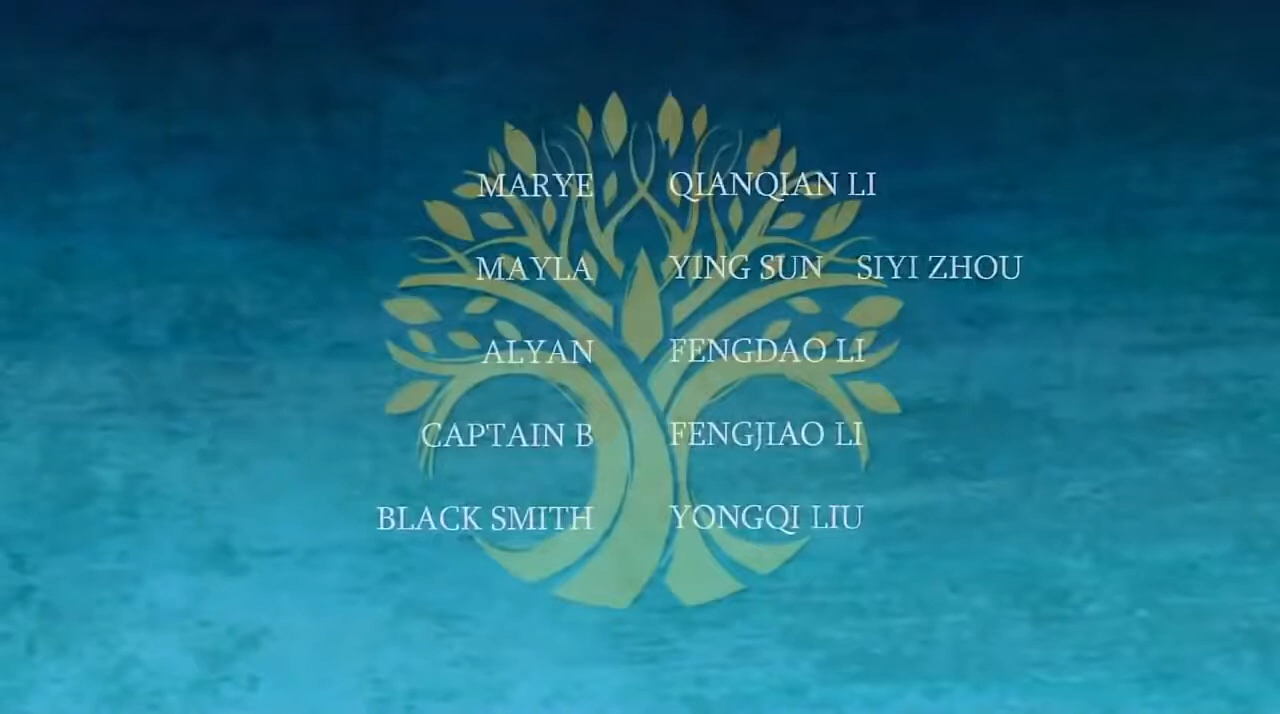 MARYE QIANQIAN LI
MAYLA YING SUN SIYI ZHOU
ALYAN FENGDAO LI
CAPTAIN B FENGJIAO LI
BLACK SMITH YONGQI LIU